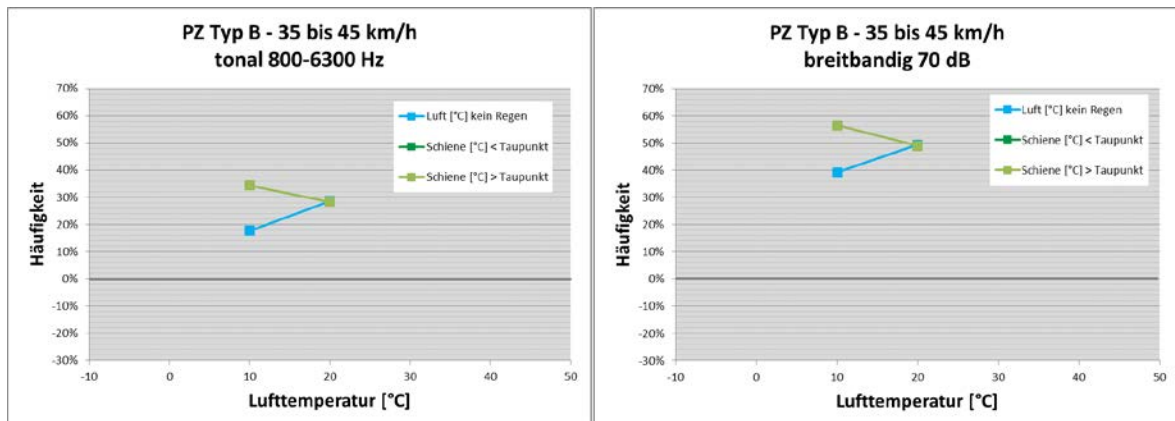 PZ Typ B - 35 bis 45 km/h
tonal 800-6300 Hz
70%
60%
50%
40%
30%
20%
10%
0%
-10%
-20%
-30%
Häufigkeit
Luft [°C] kein Regen
Schiene [°C] < Taupunkt
Schiene [°C] > Taupunkt
-10 0 10 20 30 40 50
Lufttemperatur [°C]
PZ Typ B - 35 bis 45 km/h
breitbandig 70 dB
70%
60%
50%
40%
30%
20%
10%
0%
-10%
-20%
-30%
Häufigkeit
Luft [°C] kein Regen
Schiene [°C] < Taupunkt
Schiene [°C] > Taupunkt
-10 0 10 20 30 40 50
Lufttemperatur [°C]